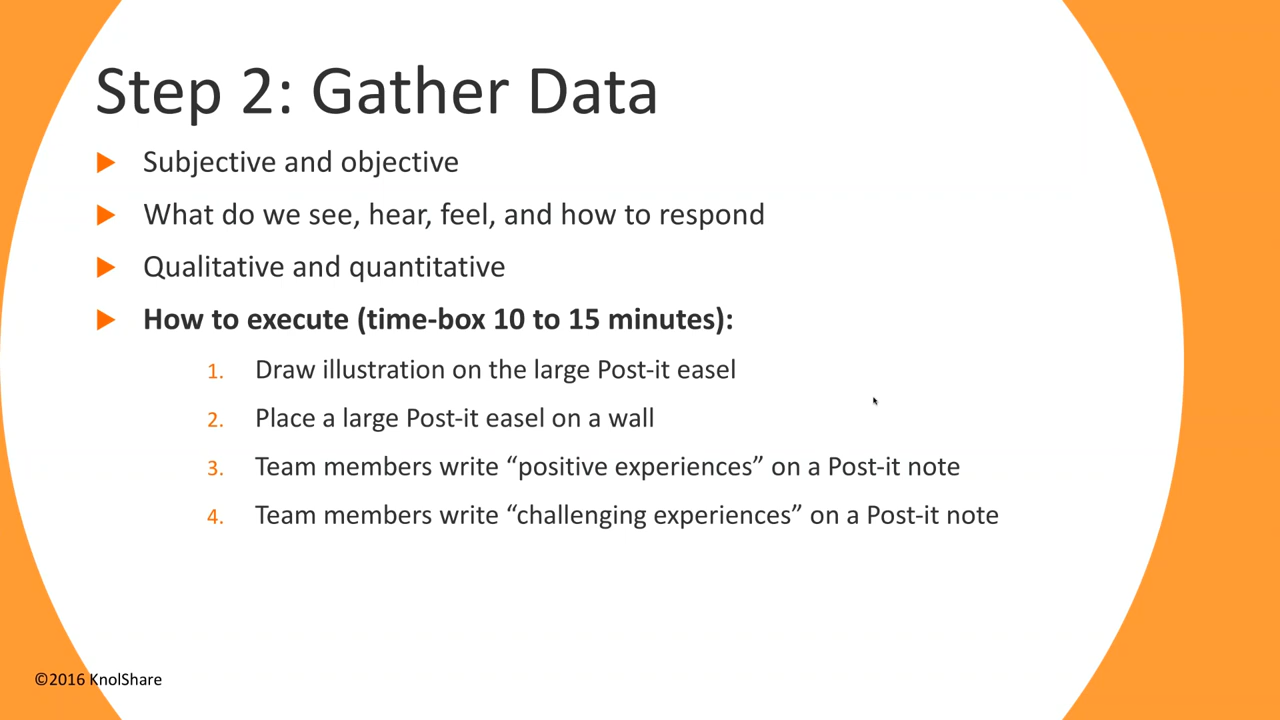 Step 2: Gather Data
Subjective and objective
What do we see, hear, feel, and how to respond
Qualitative and quantitative
How to execute (time-box 10 to 15 minutes):
1. Draw illustration on the large Post-it easel
2. Place a large Post-it easel on a wall
3. Team members write “positive experiences” on a Post-it note
4. Team members write “challenging experiences” on a Post-it note
©2016 KnolShare